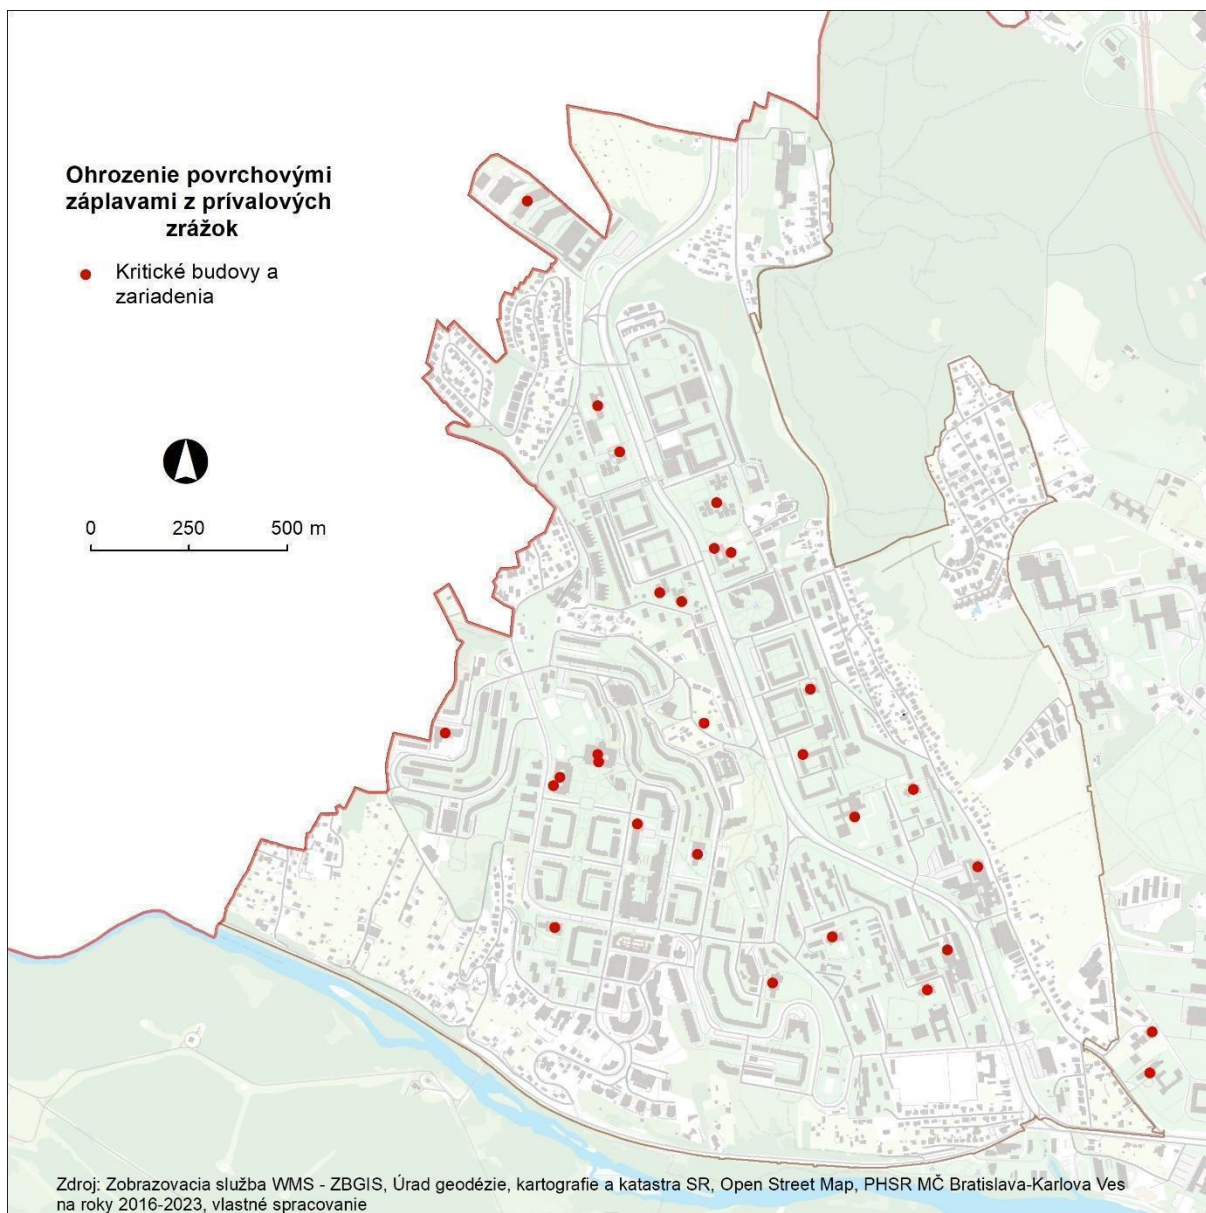 Ohrozenie povrchovými
záplavami z prívalových
zrážok
Kritické budovy a
zariadenia
0 250 500 m
Zdroj: Zobrazovacia služba WMS - ZBGIS, Úrad geodézie, kartografie a katastra SR, Open Street Map, PHSR MČ Bratislava-Karlova Ves
na roky 2016-2023, vlastné spracovanie